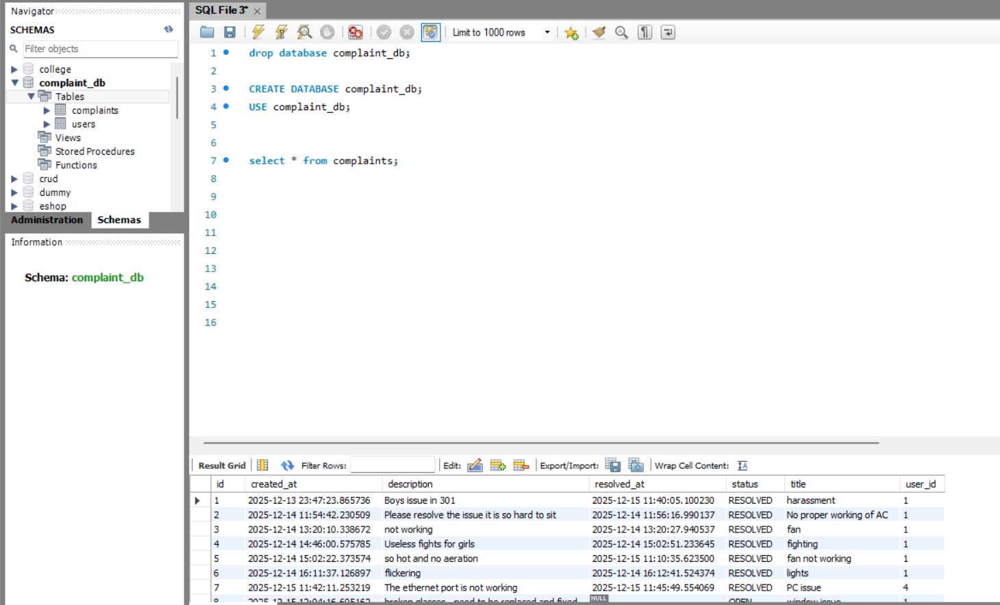 Navigator
SCHEMAS
Filter objects
college
complaint_db
Tables
complaints
users
Views
Stored Procedures
Functions
crud
dummy
eshop
Administration Schemas
Information
Schema: complaint_db
SQL File 3*
Limit to 1000 rows
1 drop database complaint_db;
2
3 CREATE DATABASE complaint_db;
4 USE complaint_db;
5
6
7 select * from complaints;
8
9
10
11
12
13
14
15
16
Result Grid Filter Rows: Edit: Export/Import: Wrap Cell Content:
id created_at description resolved_at status title user_id
1 2025-12-13 23:47:23.865736 Boys issue in 301 2025-12-15 11:40:05.100230 RESOLVED harassment 1
2 2025-12-14 11:54:42.230509 Please resolve the issue it is so hard to sit 2025-12-14 11:56:16.990137 RESOLVED No proper working of AC 1
3 2025-12-14 13:20:10.338672 not working 2025-12-14 13:20:27.940537 RESOLVED fan 1
4 2025-12-14 14:46:00.575785 Useless fights for girls 2025-12-14 15:02:51.233645 RESOLVED fighting 1
5 2025-12-14 15:02:22.373574 so hot and no aeration 2025-12-15 11:10:35.623500 RESOLVED fan not working 1
6 2025-12-14 16:11:37.126897 flickering 2025-12-14 16:12:41.524374 RESOLVED lights 1
7 2025-12-15 11:42:11.253219 The ethernet port is not working 2025-12-15 11:45:49.554069 RESOLVED PC issue 4
8 2025-12-15 12:04:16.605162 broken glasses need to be replaced and fixed NULL OPEN window issue 1